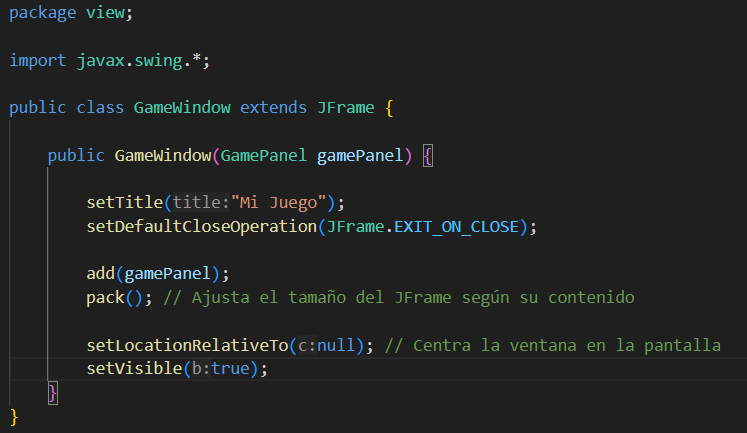 package view;
import javax.swing.*;
public class GameWindow extends JFrame {
public GameWindow(GamePanel gamePanel) {
setTitle(title:"Mi Juego");
setDefaultCloseOperation(JFrame.EXIT_ON_CLOSE);
add(gamePanel);
pack(); // Ajusta el tamaño del JFrame según su contenido
setLocationRelativeTo(c:null); // Centra la ventana en la pantalla
setVisible(b:true);
}
}